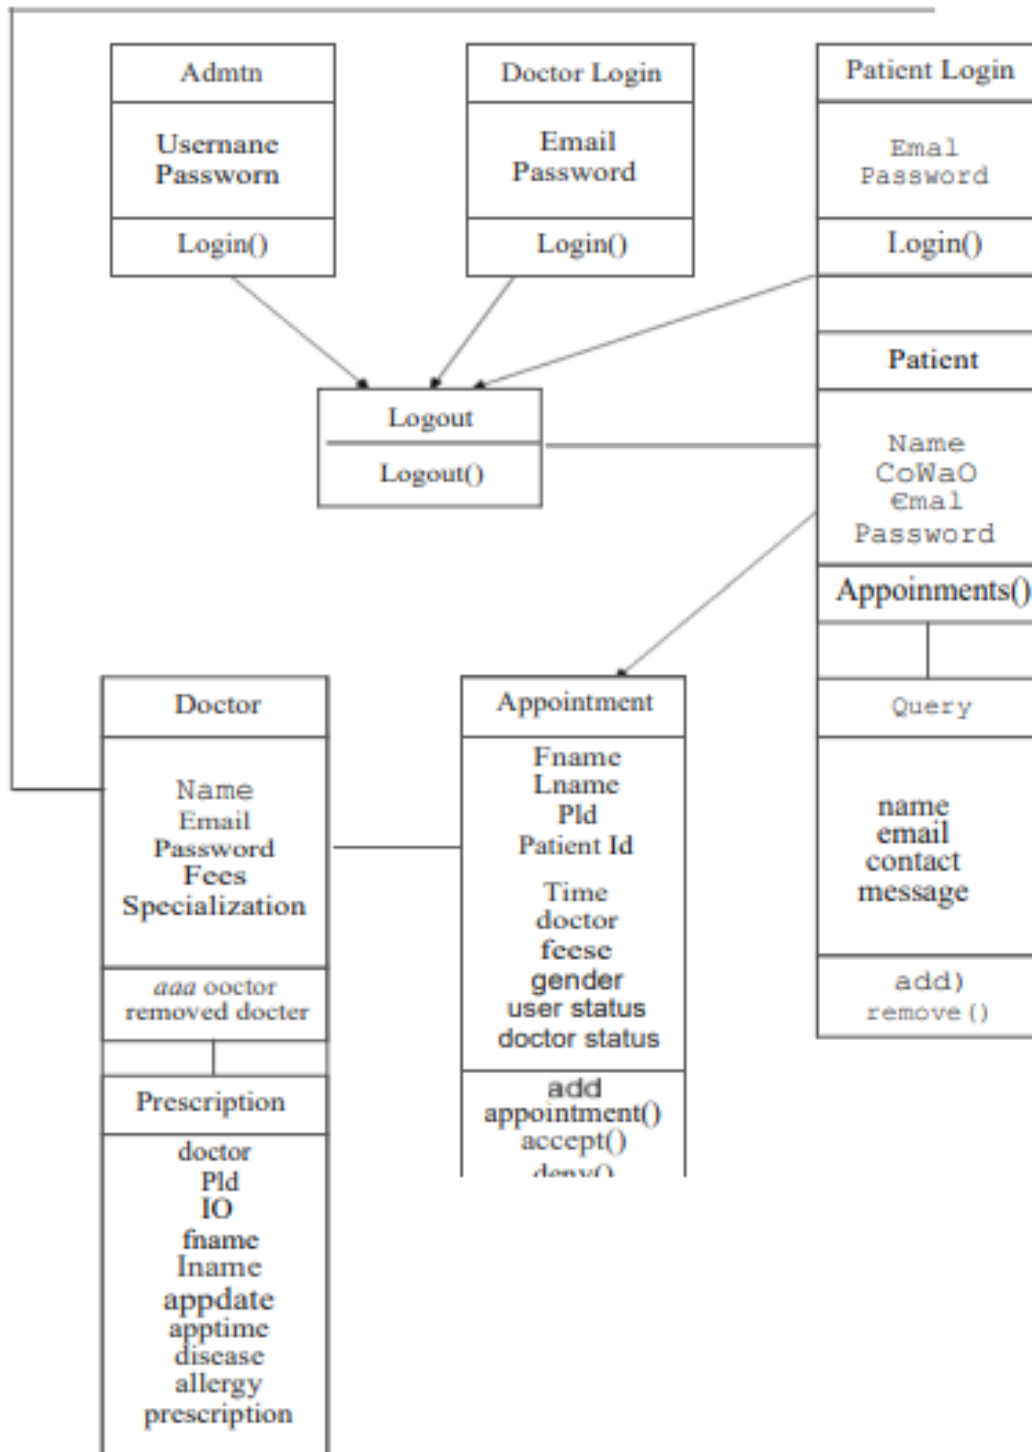 Admtn
Usernane
Passworn
Login()
Doctor Login
Email
Password
Login()
Patient Login
Emal
Password
I.ogin()
Logout
Logout()
Patient
Name
CoWaO
€mal
Password
Appoinments()
Doctor
Name
Email
Password
Fees
Specialization
aaa ooctor
removed docter
Appointment
Fname
Lname
Pld
Patient Id
Time
doctor
feese
gender
user status
doctor status
add
appointment()
accept()
deny()
Query
name
email
contact
message
add)
remove()
Prescription
doctor
Pld
IO
fname
Iname
appdate
apptime
disease
allergy
prescription